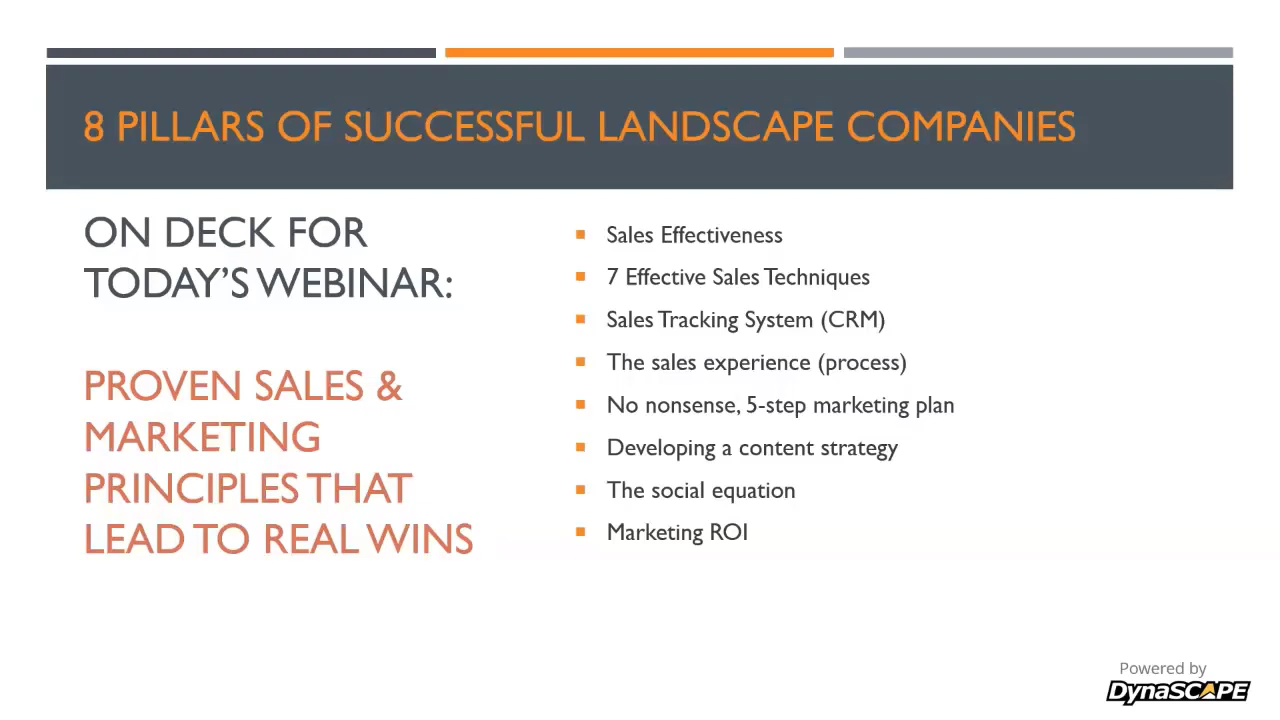 8 PILLARS OF SUCCESSFUL LANDSCAPE COMPANIES
ON DECK FOR
TODAY'S WEBINAR:
PROVEN SALES &
MARKETING
PRINCIPLES THAT
LEAD TO REAL WINS
Sales Effectiveness
7 Effective Sales Techniques
Sales Tracking System (CRM)
The sales experience (process)
No nonsense, 5-step marketing plan
Developing a content strategy
The social equation
Marketing ROI
Powered by
DynaSCAPE